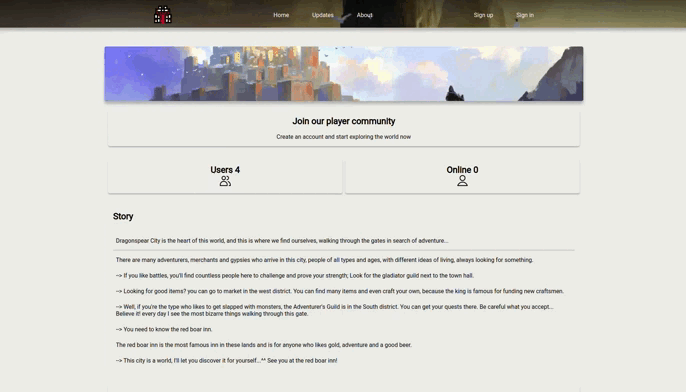 Home Updates About Sign up Sign in
Join our player community
Create an account and start exploring the world now
Users 4 Online 0
Story
Dragonspear City is the heart of this world, and this is where we find ourselves, walking through the gates in search of adventure...
There are many adventurers, merchants and gypsies who arrive in this city, people of all types and ages, with different ideas of living, always looking for something.
--> If you like battles, you'll find countless people here to challenge and prove your strength; Look for the gladiator guild next to the town hall.
--> Looking for good items? you can go to market in the west district. You can find many items and even craft your own, because the king is famous for funding new craftsmen.
--> Well, if you're the type who likes to get slapped with monsters, the Adventurer's Guild is in the South district. You can get your quests there. Be careful what you accept...
Believe it! every day I see the most bizarre things walking through this gate.
--> You need to know the red boar inn.
The red boar inn is the most famous inn in these lands and is for anyone who likes gold, adventure and a good beer.
--> This city is a world, I'll let you discover it for yourself...^^ See you at the red boar inn!